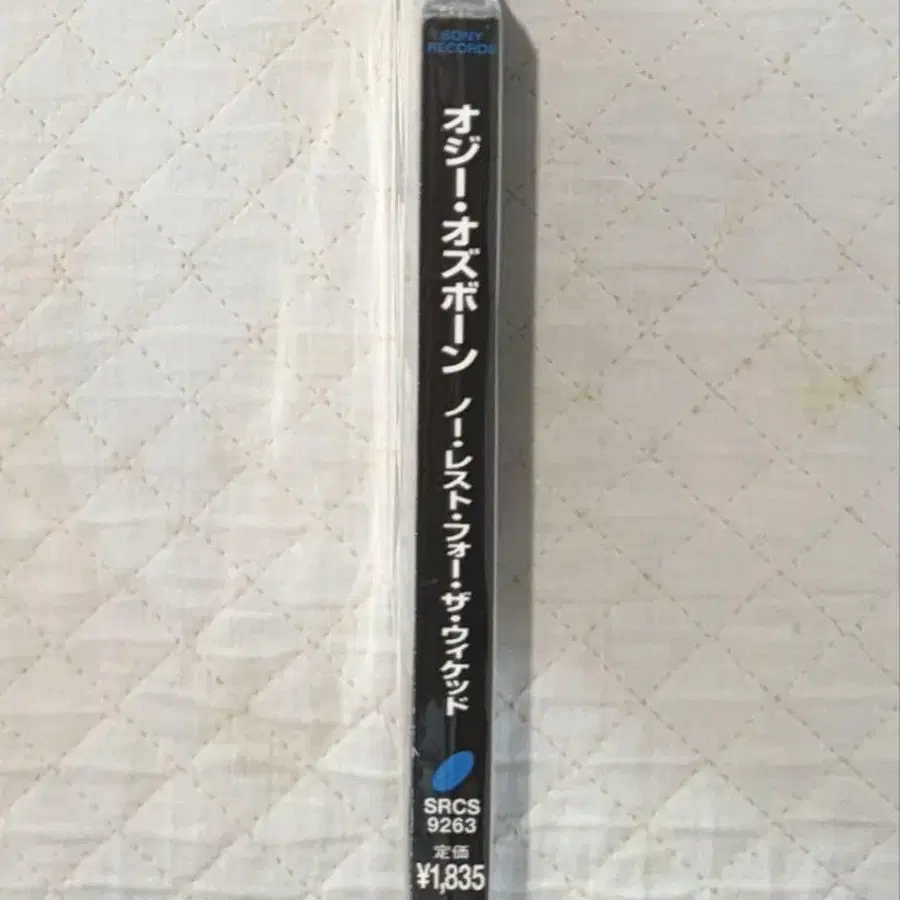 SONY
RECORDS
オジー・オズボーン ノー・レスト・フォー・ザ・ウィケッド
SRCS
9263
定価
¥1,835